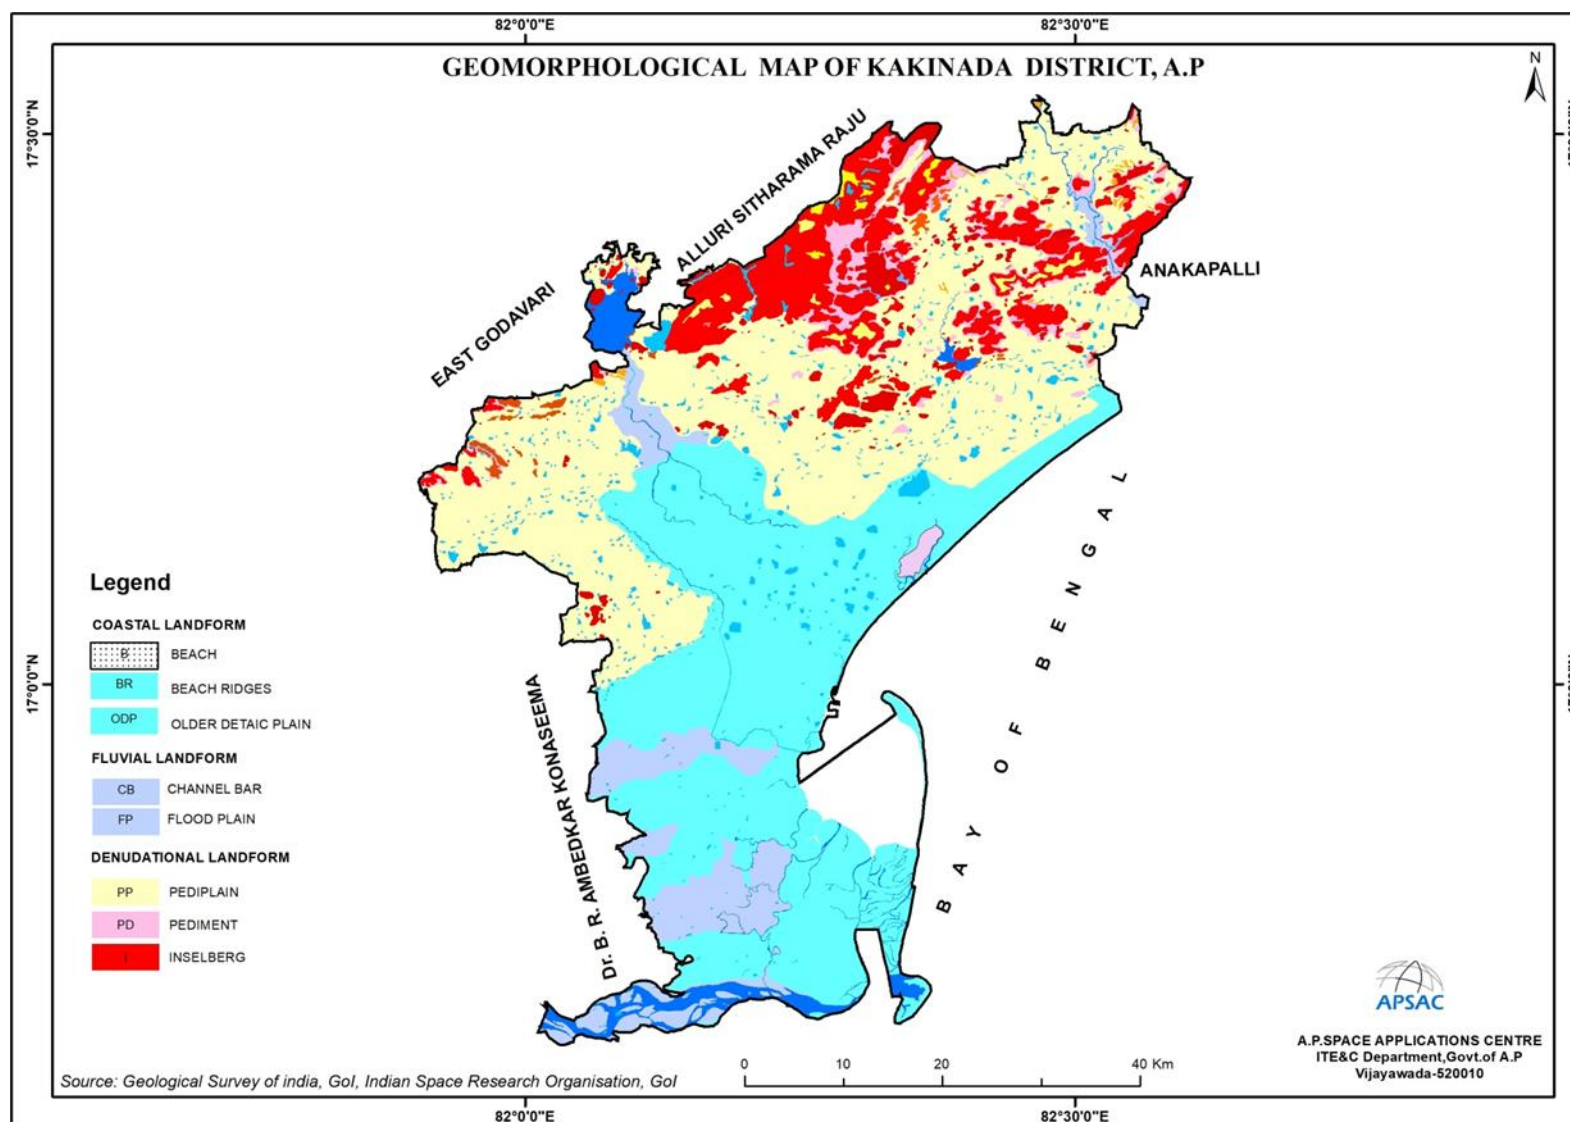 82°0'0"E
82°30'0"E
GEOMORPHOLOGICAL MAP OF KAKINADA DISTRICT, A.P
N
17°30'0"N
ALLURI SITHARAMA RAJU
ANAKAPALLI
EAST GODAVARI
BAY OF BENGAL
Dr. B. R. AMBEDKAR KONASEEMA
17°0'0"N
Legend
COASTAL LANDFORM
B BEACH
BR BEACH RIDGES
ODP OLDER DETAIC PLAIN
FLUVIAL LANDFORM
CB CHANNEL BAR
FP FLOOD PLAIN
DENUDATIONAL LANDFORM
PP PEDIPLAIN
PD PEDIMENT
I INSELBERG
APSAC
A.P.SPACE APPLICATIONS CENTRE
ITE&C Department,Govt.of A.P
Vijayawada-520010
0 10 20 40 Km
Source: Geological Survey of india, GoI, Indian Space Research Organisation, GoI
82°0'0"E
82°30'0"E